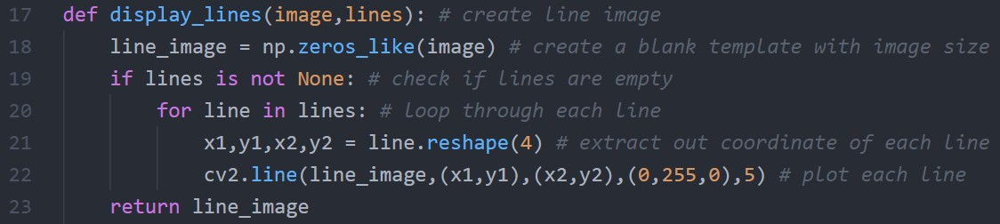 17 def display_lines(image,lines): # create line image
18     line_image = np.zeros_like(image) # create a blank template with image size
19     if lines is not None: # check if lines are empty
20         for line in lines: # loop through each line
21             x1,y1,x2,y2 = line.reshape(4) # extract out coordinate of each line
22             cv2.line(line_image,(x1,y1),(x2,y2),(0,255,0),5) # plot each line
23     return line_image